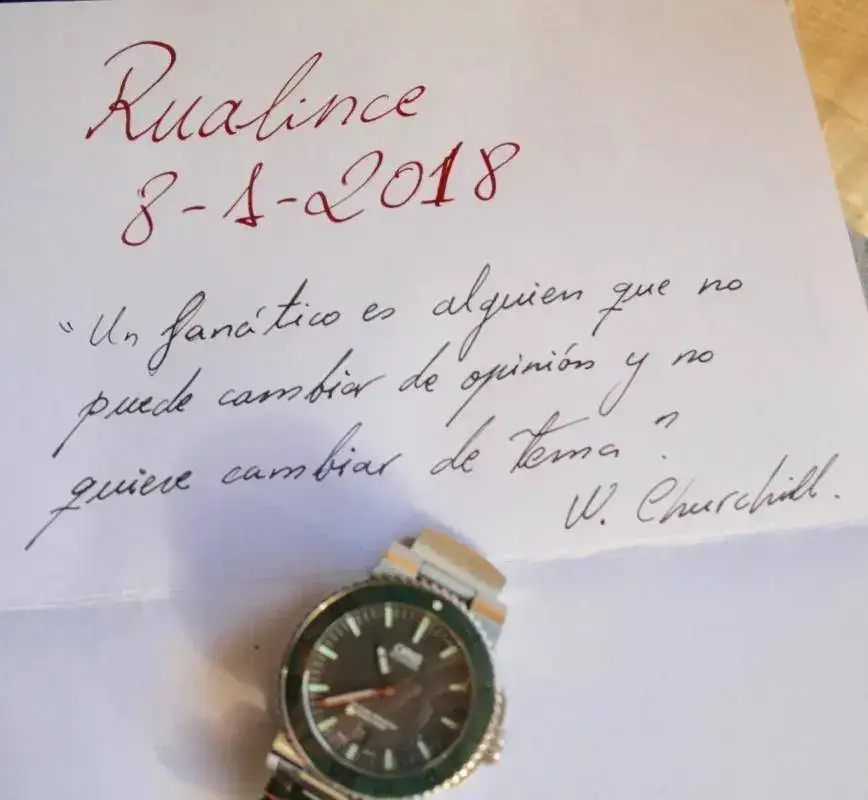 Rualince
8-1-2018
"Un fanático es alguien que no
puede cambiar de opinión y no
quiere cambiar de tema"
W. Churchill.
ORIS